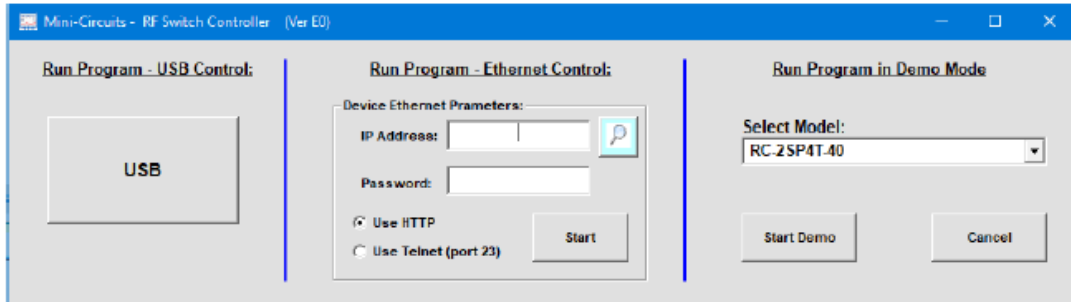 Mini-Circuits - RF Switch Controller (Ver E0)
Run Program - USB Control:
USB
Run Program - Ethernet Control:
Device Ethernet Prameters:
IP Address:
Password:
Use HTTP
Use Telnet (port 23)
Start
Run Program in Demo Mode
Select Model:
RC-2SP4T-40
Start Demo
Cancel